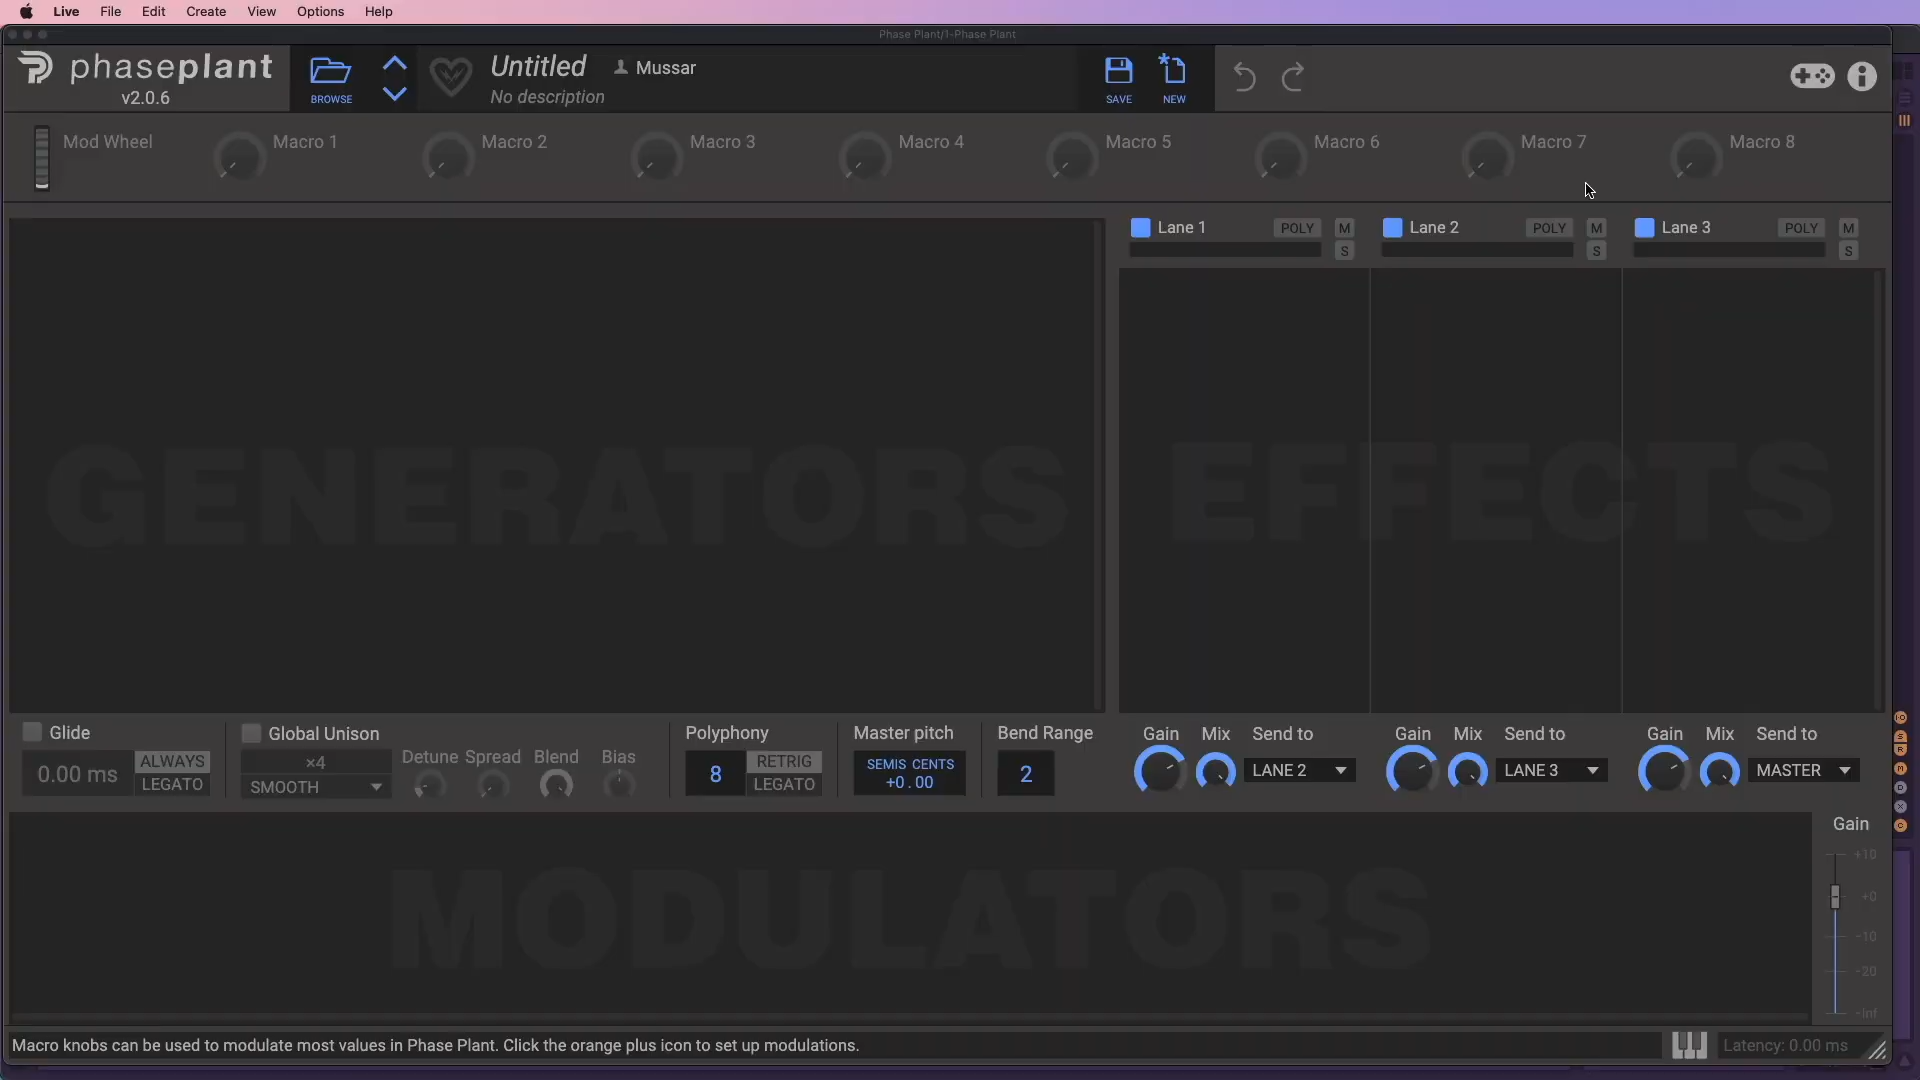 Live File Edit Create View Options Help
Phase Plant/1-Phase Plant
phaseplant
v2.0.6
BROWSE
Untitled Mussar
No description
SAVE NEW
Mod Wheel Macro 1 Macro 2 Macro 3 Macro 4 Macro 5 Macro 6 Macro 7 Macro 8
Lane 1 POLY M S
Lane 2 POLY M S
Lane 3 POLY M S
GENERATORS
EFFECTS
Glide
0.00 ms ALWAYS
LEGATO
Global Unison
×4
SMOOTH
Detune Spread Blend Bias
Polyphony
8 RETRIG
LEGATO
Master pitch
SEMIS CENTS
+0.00
Bend Range
2
Gain Mix Send to
LANE 2
Gain Mix Send to
LANE 3
Gain Mix Send to
MASTER
MODULATORS
Gain
+10
+0
-10
-20
-Inf
Macro knobs can be used to modulate most values in Phase Plant. Click the orange plus icon to set up modulations.
Latency: 0.00 ms